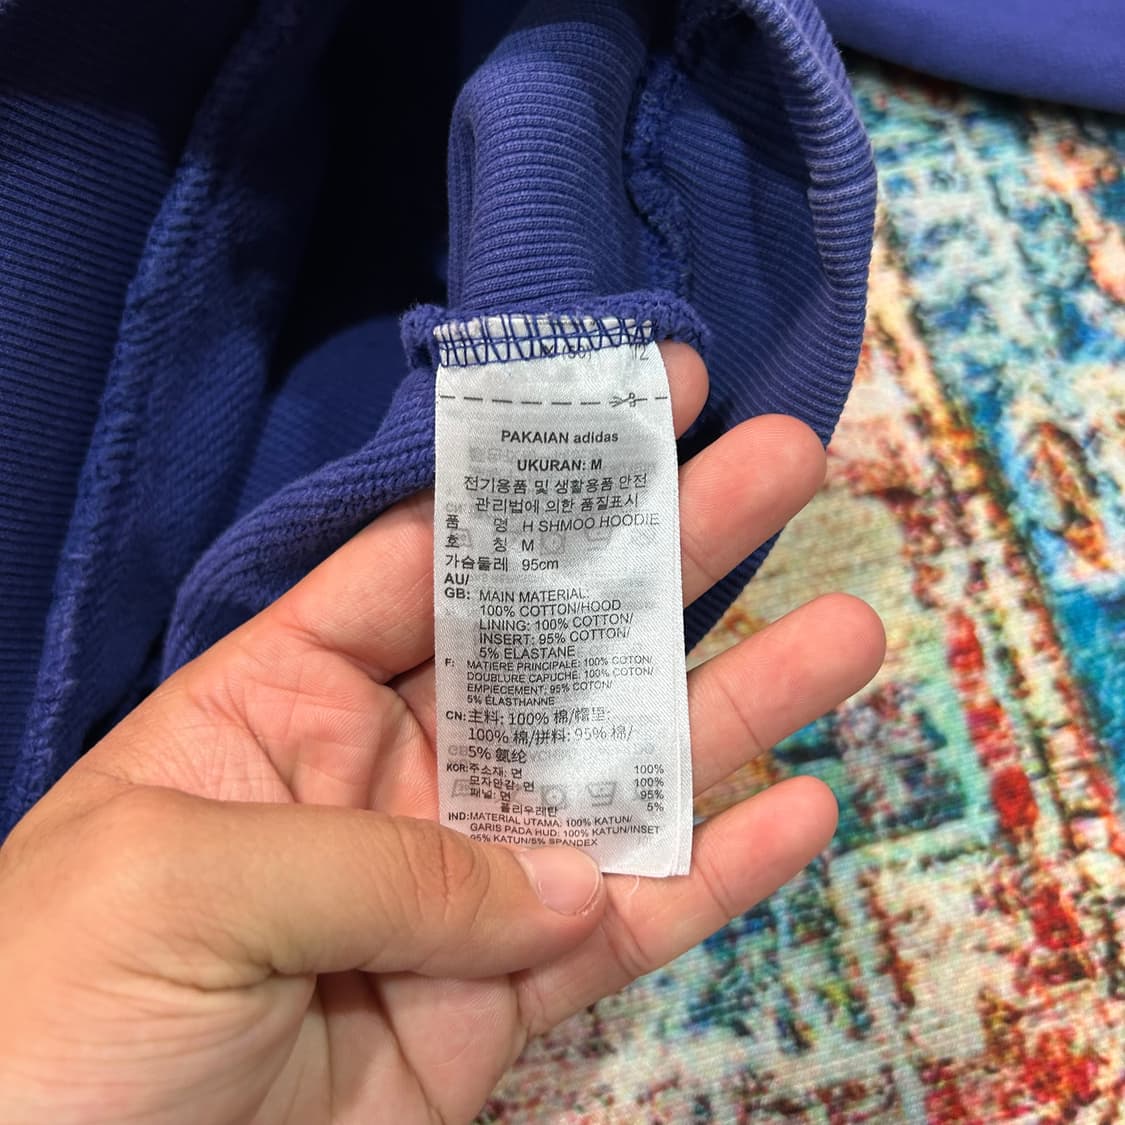 PAKAIAN adidas
UKURAN: M
전기용품 및 생활용품 안전
관리법에 의한 품질표시
품 명 H SHMOO HOODIE
호 칭 M
가슴둘레 95cm
AU/
GB: MAIN MATERIAL:
100% COTTON/HOOD
LINING: 100% COTTON/
INSERT: 95% COTTON/
5% ELASTANE
F: MATIERE PRINCIPALE: 100% COTON/
DOUBLURE CAPUCHE: 100% COTON/
EMPIECEMENT: 95% COTON/
5% ELASTHANNE
CN: 主料: 100% 棉/帽里:
100% 棉/拼料: 95% 棉/
5% 氨纶
KOR: 주소재: 면 100%
모자안감: 면 100%
패널: 면 95%
폴리우레탄 5%
IND: MATERIAL UTAMA: 100% KATUN/
GARIS PADA HUD: 100% KATUN/INSET
95% KATUN/5% SPANDEX